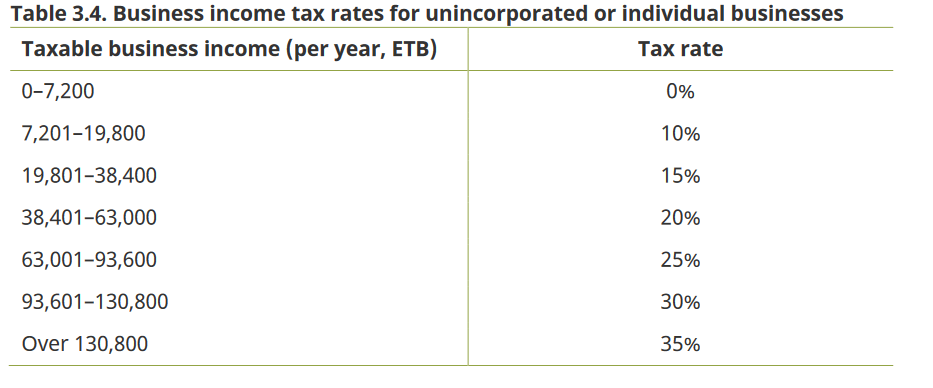 Table 3.4. Business income tax rates for unincorporated or individual businesses
Taxable business income (per year, ETB) Tax rate
0–7,200 0%
7,201–19,800 10%
19,801–38,400 15%
38,401–63,000 20%
63,001–93,600 25%
93,601–130,800 30%
Over 130,800 35%